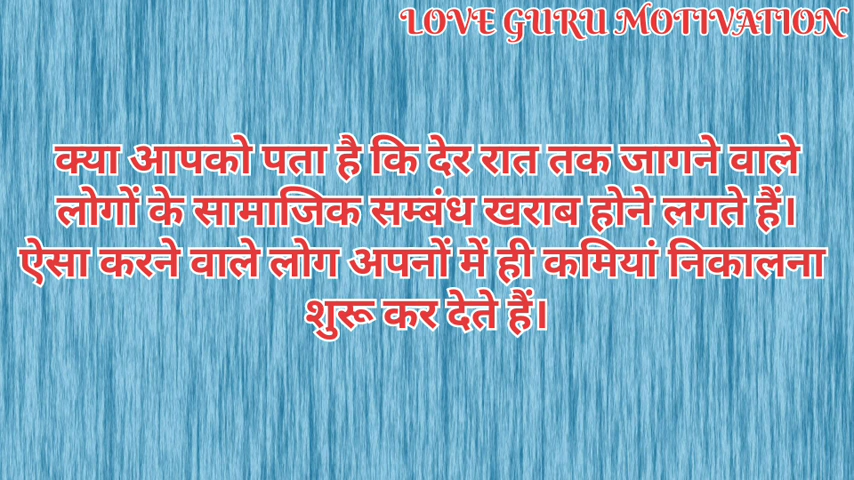 LOVE GURU MOTIVATION
क्या आपको पता है कि देर रात तक जागने वाले
लोगों के सामाजिक सम्बंध खराब होने लगते हैं।
ऐसा करने वाले लोग अपनों में ही कमियां निकालना
शुरू कर देते हैं।